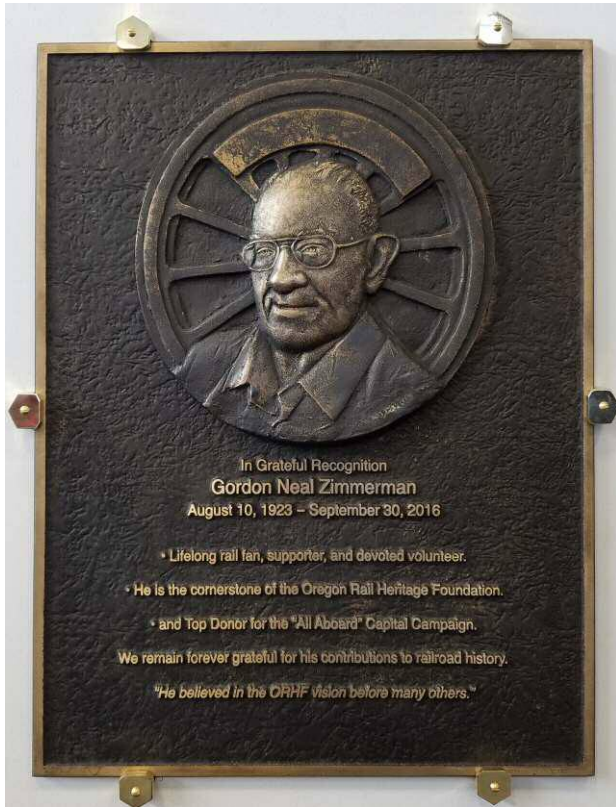 In Grateful Recognition
Gordon Neal Zimmerman
August 10, 1923 – September 30, 2016
• Lifelong rail fan, supporter, and devoted volunteer.
• He is the cornerstone of the Oregon Rail Heritage Foundation.
• and Top Donor for the "All Aboard" Capital Campaign.
We remain forever grateful for his contributions to railroad history.
"He believed in the ORHF vision before many others."